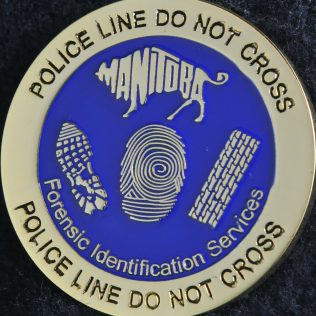 POLICE LINE DO NOT CROSS
MANITOBA
Forensic Identification Services
POLICE LINE DO NOT CROSS